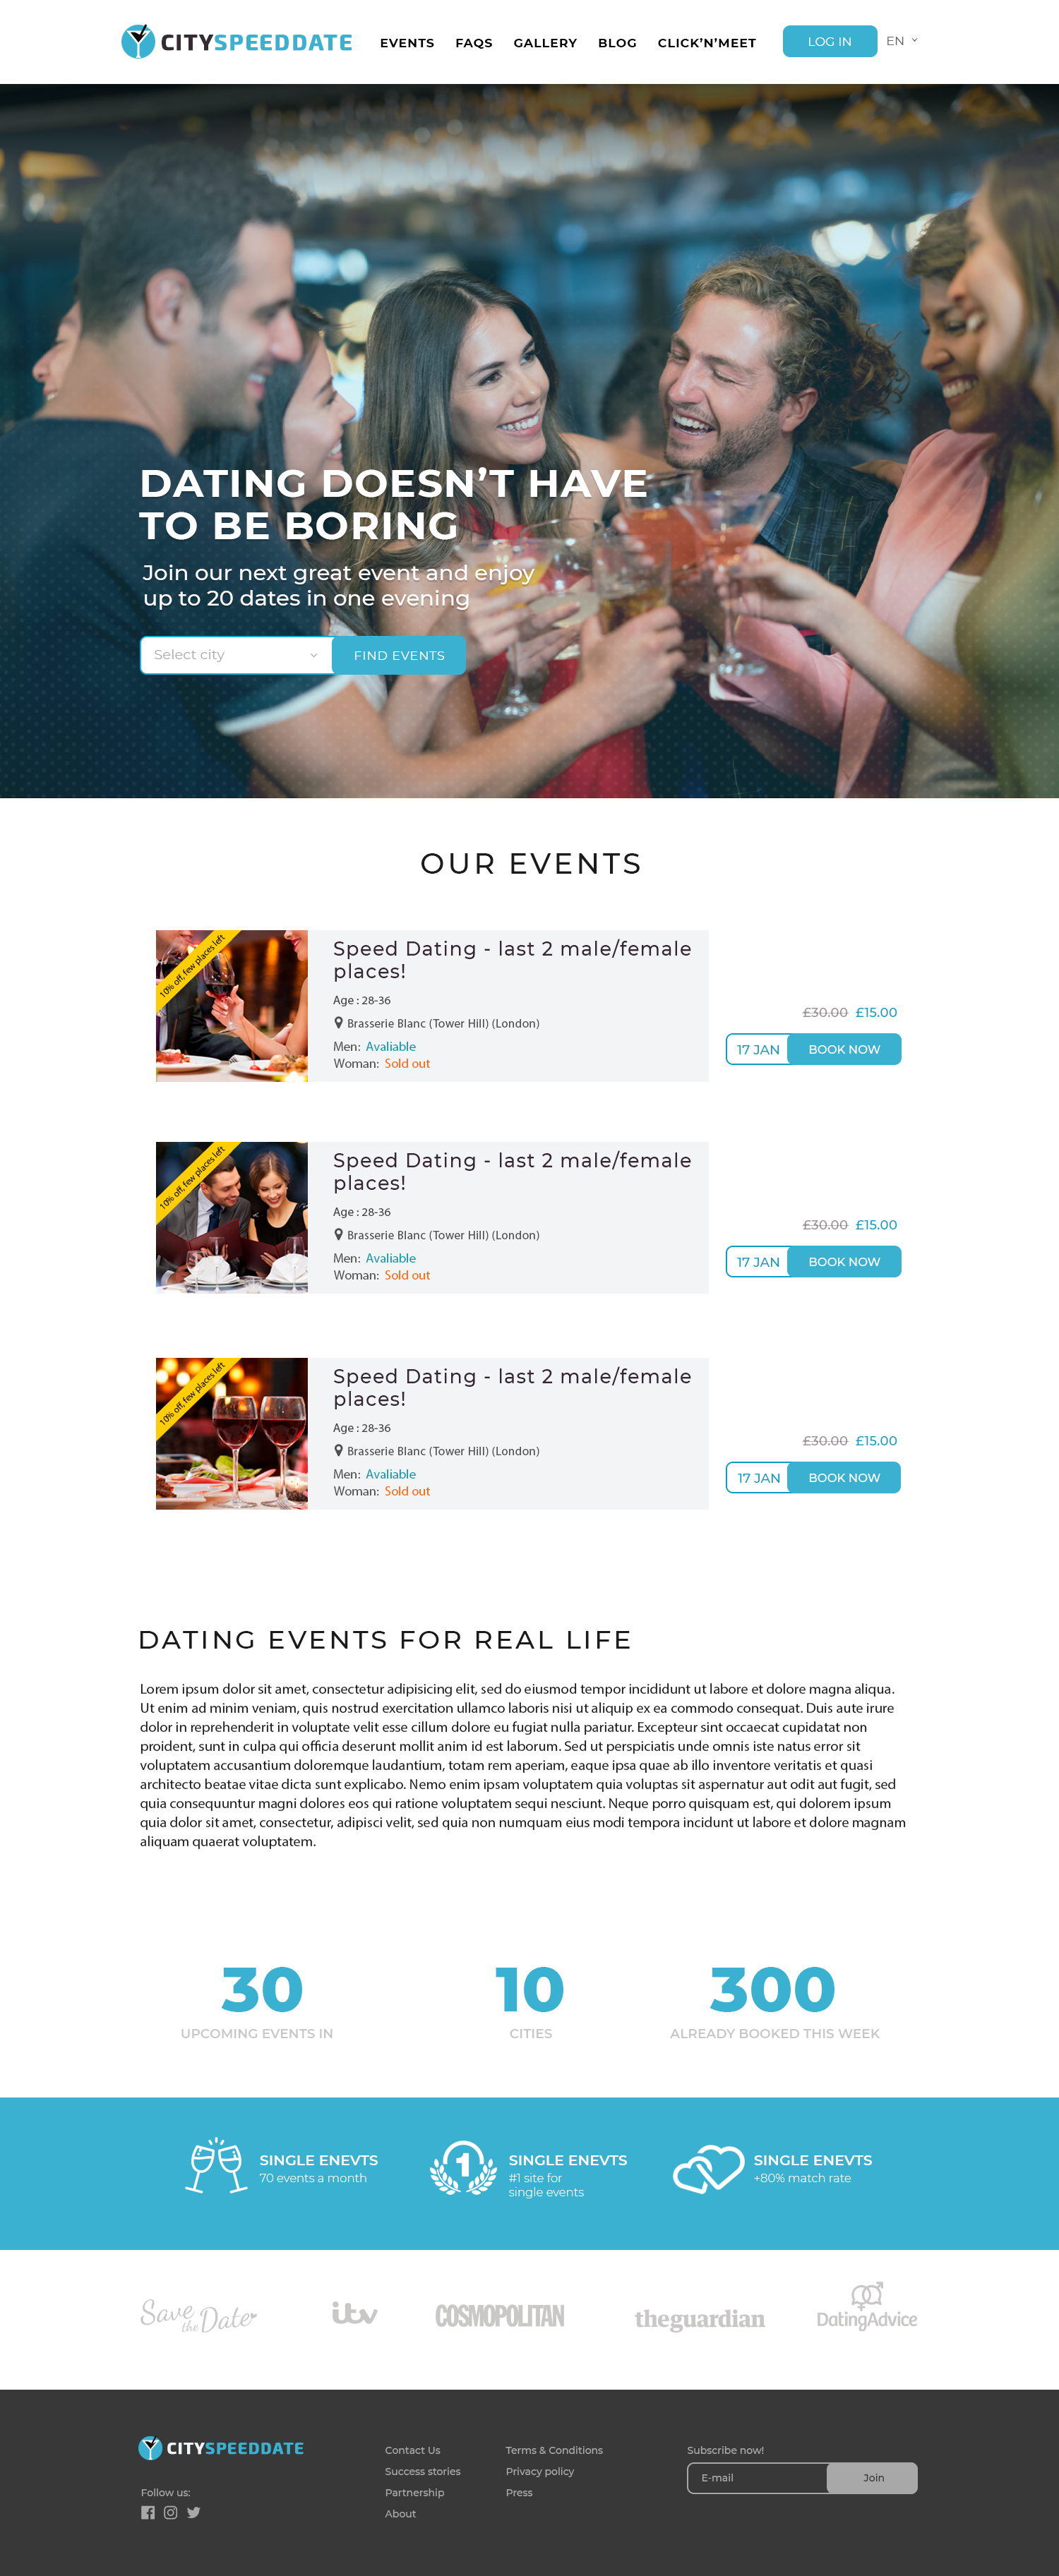 CITYSPEEDDATE
EVENTS FAQS GALLERY BLOG CLICK'N'MEET LOG IN EN
DATING DOESN'T HAVE
TO BE BORING
Join our next great event and enjoy
up to 20 dates in one evening
Select city FIND EVENTS
OUR EVENTS
10% off, few places left
Speed Dating - last 2 male/female
places!
Age : 28-36
Brasserie Blanc (Tower Hill) (London)
Men: Avaliable
Woman: Sold out
£30.00 £15.00
17 JAN BOOK NOW
10% off, few places left
Speed Dating - last 2 male/female
places!
Age : 28-36
Brasserie Blanc (Tower Hill) (London)
Men: Avaliable
Woman: Sold out
£30.00 £15.00
17 JAN BOOK NOW
10% off, few places left
Speed Dating - last 2 male/female
places!
Age : 28-36
Brasserie Blanc (Tower Hill) (London)
Men: Avaliable
Woman: Sold out
£30.00 £15.00
17 JAN BOOK NOW
DATING EVENTS FOR REAL LIFE
Lorem ipsum dolor sit amet, consectetur adipisicing elit, sed do eiusmod tempor incididunt ut labore et dolore magna aliqua.
Ut enim ad minim veniam, quis nostrud exercitation ullamco laboris nisi ut aliquip ex ea commodo consequat. Duis aute irure
dolor in reprehenderit in voluptate velit esse cillum dolore eu fugiat nulla pariatur. Excepteur sint occaecat cupidatat non
proident, sunt in culpa qui officia deserunt mollit anim id est laborum. Sed ut perspiciatis unde omnis iste natus error sit
voluptatem accusantium doloremque laudantium, totam rem aperiam, eaque ipsa quae ab illo inventore veritatis et quasi
architecto beatae vitae dicta sunt explicabo. Nemo enim ipsam voluptatem quia voluptas sit aspernatur aut odit aut fugit, sed
quia consequuntur magni dolores eos qui ratione voluptatem sequi nesciunt. Neque porro quisquam est, qui dolorem ipsum
quia dolor sit amet, consectetur, adipisci velit, sed quia non numquam eius modi tempora incidunt ut labore et dolore magnam
aliquam quaerat voluptatem.
30 10 300
UPCOMING EVENTS IN CITIES ALREADY BOOKED THIS WEEK
SINGLE ENEVTS
70 events a month
1
SINGLE ENEVTS
#1 site for
single events
SINGLE ENEVTS
+80% match rate
Save the Date
itv
COSMOPOLITAN
theguardian
DatingAdvice
CITYSPEEDDATE
Follow us:
Contact Us
Success stories
Partnership
About
Terms & Conditions
Privacy policy
Press
Subscribe now!
E-mail Join